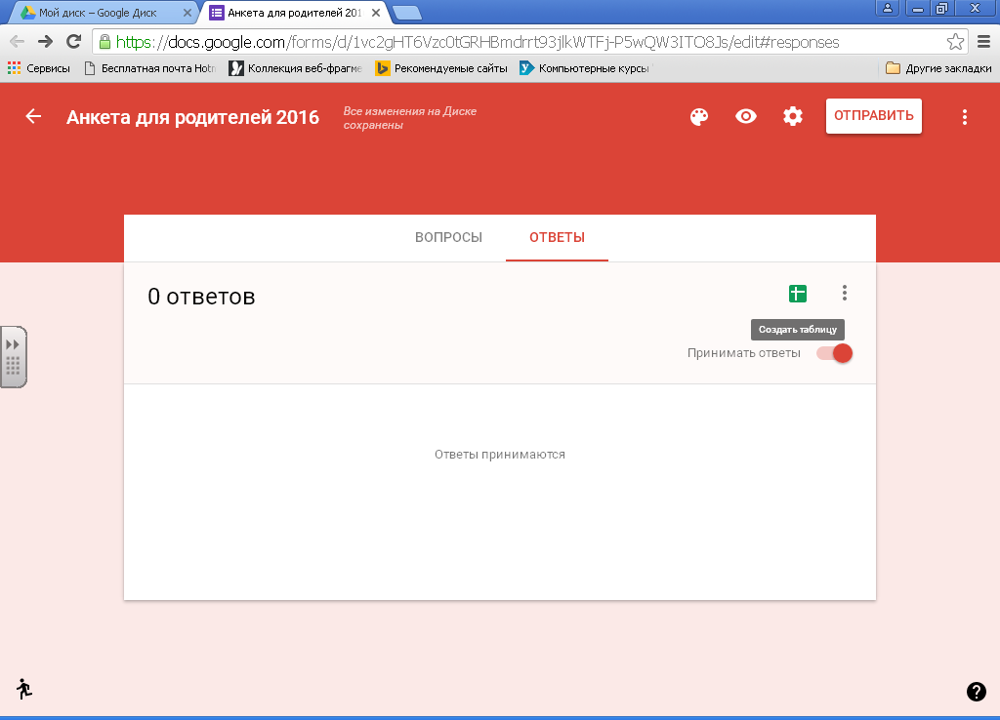 Мой диск – Google Диск
Анкета для родителей 201
https://docs.google.com/forms/d/1vc2gHT6Vzc0tGRHBmdrrt93jlkWTFj-P5wQW3ITO8Js/edit#responses
Сервисы
Бесплатная почта Hotm
Коллекция веб-фрагме
Рекомендуемые сайты
Компьютерные курсы
Другие закладки
Анкета для родителей 2016
Все изменения на Диске
сохранены
ОТПРАВИТЬ
ВОПРОСЫ
ОТВЕТЫ
0 ответов
Создать таблицу
Принимать ответы
Ответы принимаются